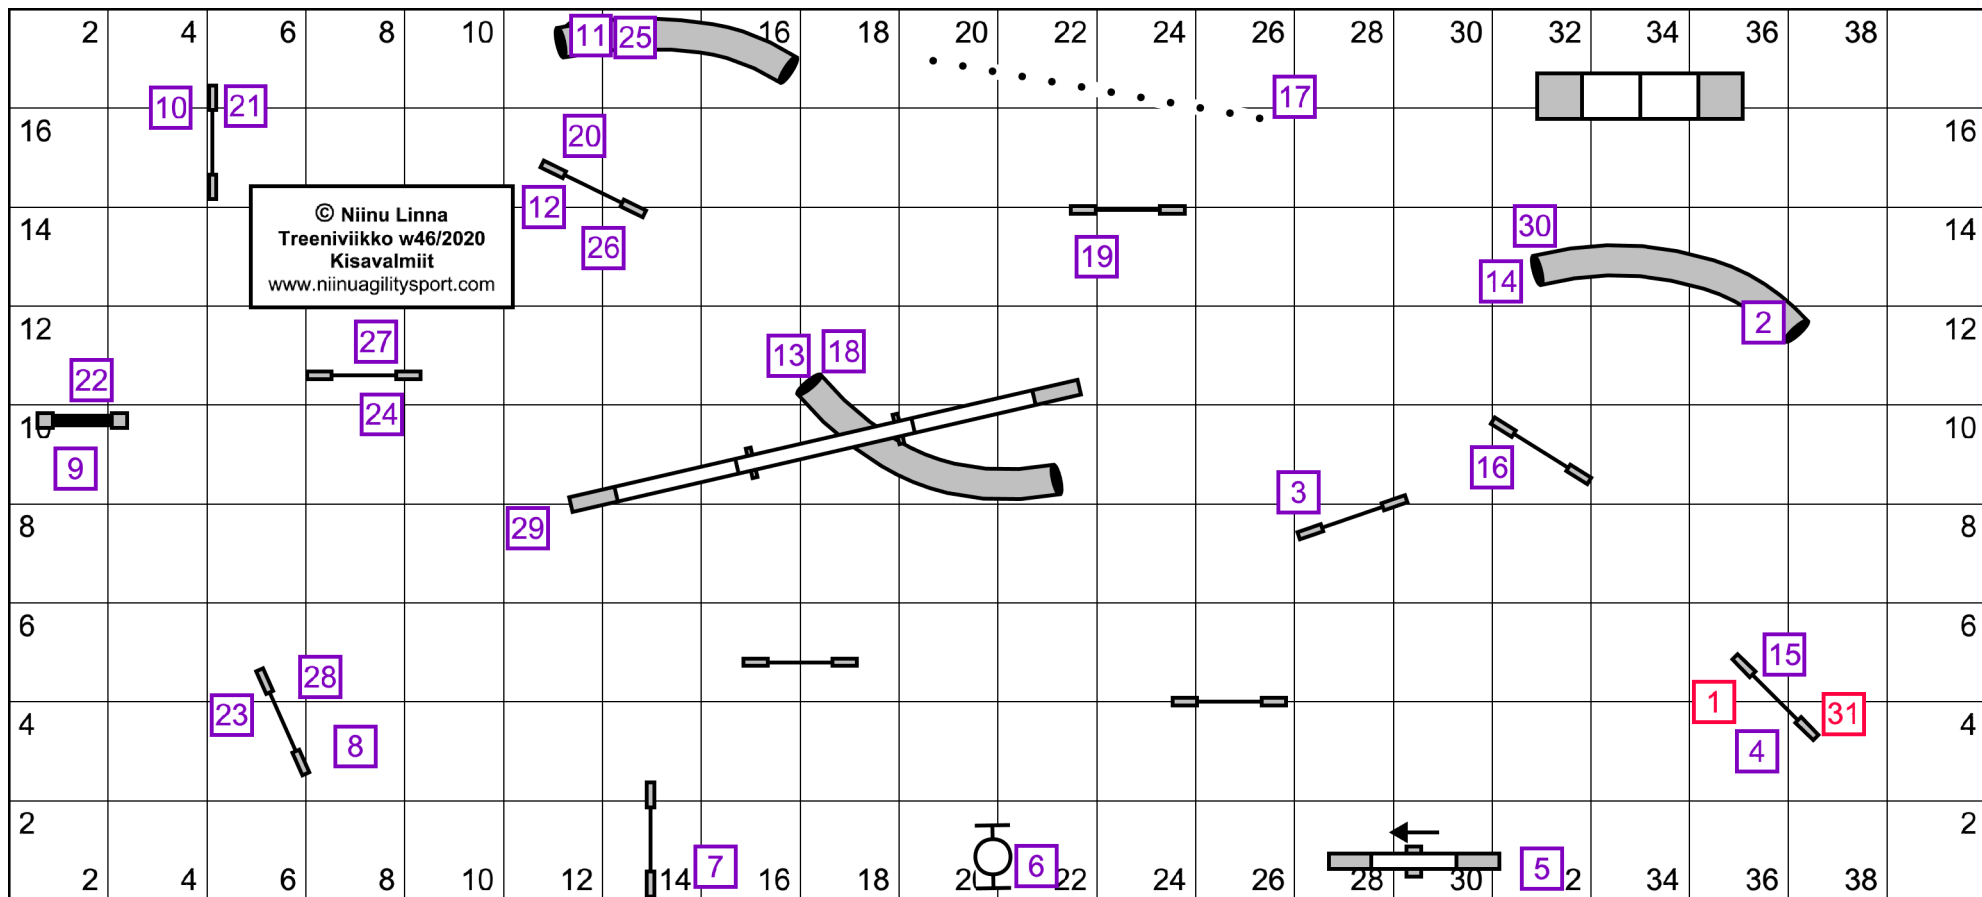 2 4 6 8 10 11 25 16 18 20 22 24 26 28 30 32 34 36 38
10 21 17
16 20 16
© Niinu Linna
Treeniviikko w46/2020
Kisavalmiit
www.niinuagilitysport.com
12
14 26 19 30 14
14
12 27 13 18 2 12
22 24
10 9 16 10
3
8 29 8
6 28 15 6
23 8 1 31
4 4 4
2 2
7 6 5
2 4 6 8 10 12 14 16 18 20 22 24 26 28 30 32 34 36 38